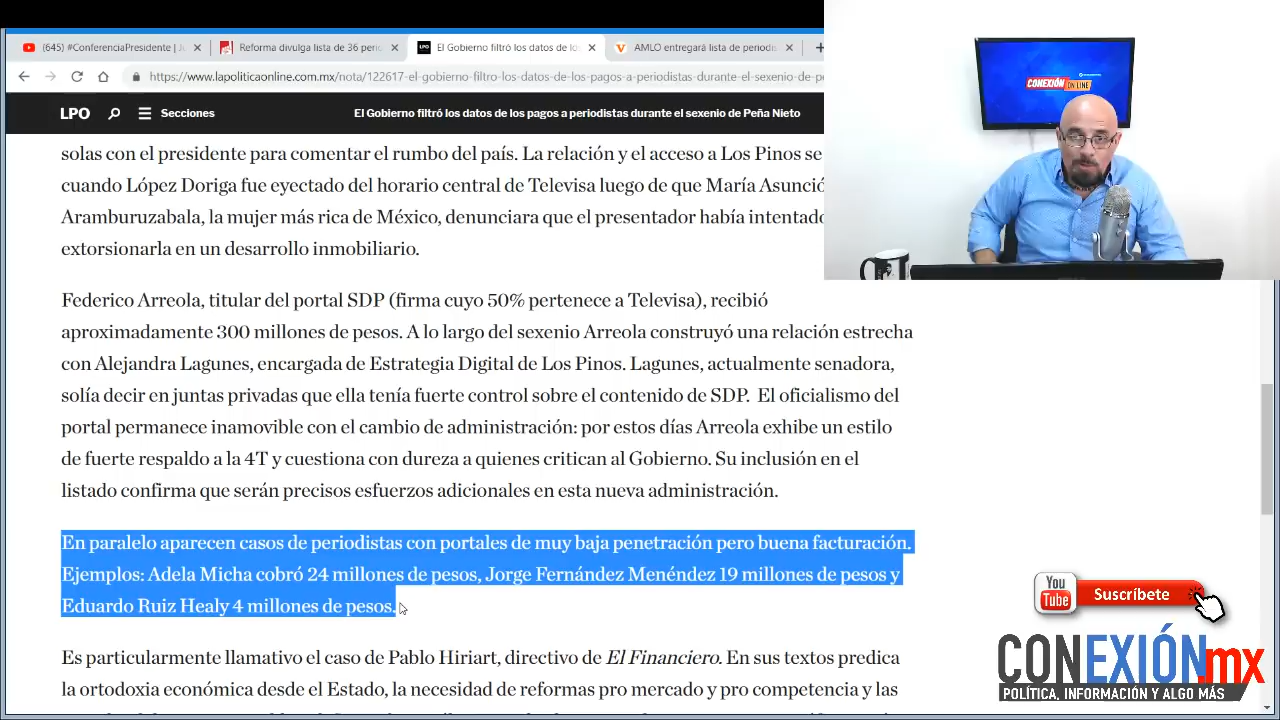 (645) #ConferenciaPresidente | Ju
Reforma divulga lista de 36 perio
LPO
El Gobierno filtró los datos de los
AMLO entregará lista de periodis
https://www.lapoliticaonline.com.mx/nota/122617-el-gobierno-filtro-los-datos-de-los-pagos-a-periodistas-durante-el-sexenio-de-pe
LPO
Secciones
El Gobierno filtró los datos de los pagos a periodistas durante el sexenio de Peña Nieto
CONEXIÓN ON LINE
solas con el presidente para comentar el rumbo del país. La relación y el acceso a Los Pinos se
cuando López Doriga fue eyectado del horario central de Televisa luego de que María Asunció
Aramburuzabala, la mujer más rica de México, denunciara que el presentador había intentado
extorsionarla en un desarrollo inmobiliario.
Federico Arreola, titular del portal SDP (firma cuyo 50% pertenece a Televisa), recibió
aproximadamente 300 millones de pesos. A lo largo del sexenio Arreola construyó una relación estrecha
con Alejandra Lagunes, encargada de Estrategia Digital de Los Pinos. Lagunes, actualmente senadora,
solía decir en juntas privadas que ella tenía fuerte control sobre el contenido de SDP. El oficialismo del
portal permanece inamovible con el cambio de administración: por estos días Arreola exhibe un estilo
de fuerte respaldo a la 4T y cuestiona con dureza a quienes critican al Gobierno. Su inclusión en el
listado confirma que serán precisos esfuerzos adicionales en esta nueva administración.
En paralelo aparecen casos de periodistas con portales de muy baja penetración pero buena facturación.
Ejemplos: Adela Micha cobró 24 millones de pesos, Jorge Fernández Menéndez 19 millones de pesos y
Eduardo Ruiz Healy 4 millones de pesos.
Es particularmente llamativo el caso de Pablo Hiriart, directivo de El Financiero. En sus textos predica
la ortodoxia económica desde el Estado, la necesidad de reformas pro mercado y pro competencia y las
You
Tube
Suscríbete
CONEXIÓN.mx
POLÍTICA, INFORMACIÓN Y ALGO MÁS